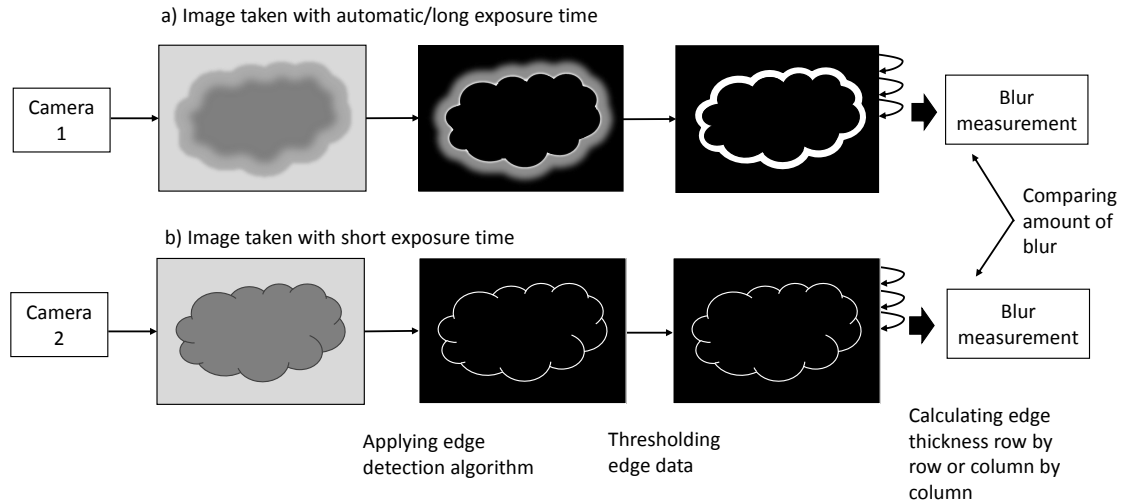 a) Image taken with automatic/long exposure time
Camera
1
Blur
measurement
Comparing
amount of
blur
b) Image taken with short exposure time
Camera
2
Blur
measurement
Applying edge
detection algorithm
Thresholding
edge data
Calculating edge
thickness row by
row or column by
column